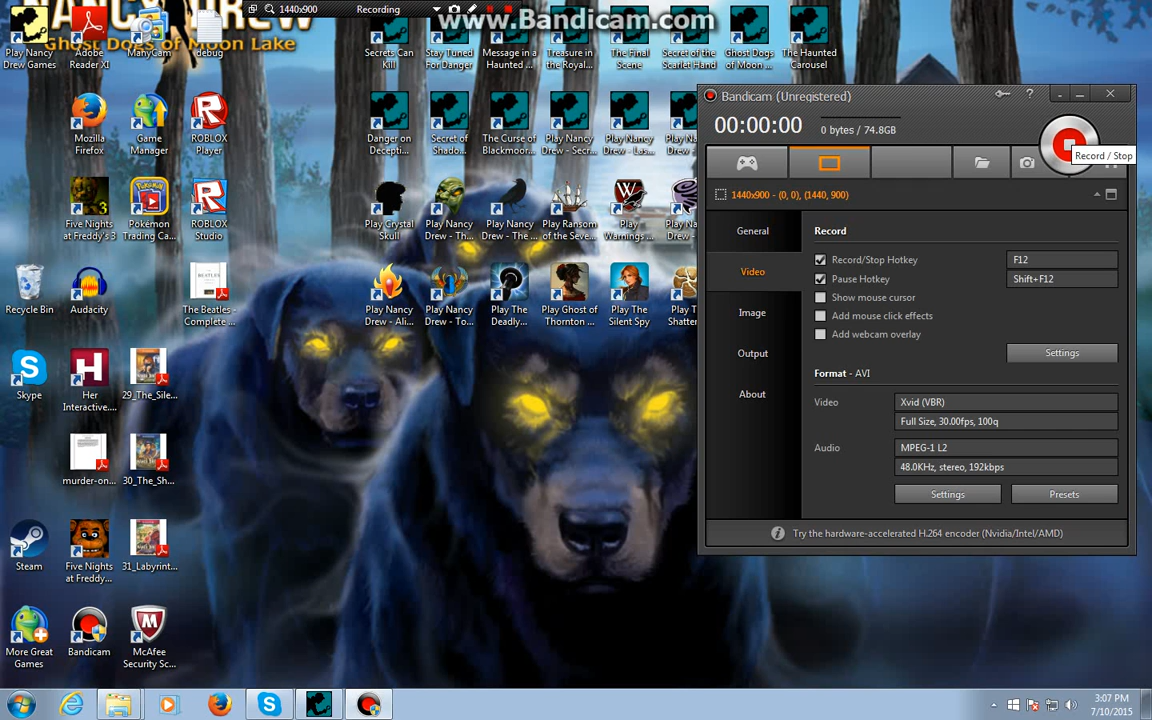 1440x900
Recording
www.Bandicam.com
Ghost Dogs of Moon Lake
Play Nancy
Drew Games
Adobe
Reader XI
ManyCam
debug
Secrets Can
Kill
Stay Tuned
For Danger
Message in a
Haunted ...
Treasure in
the Royal...
The Final
Scene
Secret of the
Scarlet Hand
Ghost Dogs
of Moon ...
The Haunted
Carousel
Mozilla
Firefox
Game
Manager
ROBLOX
Player
Danger on
Decepti...
Secret of
Shado...
The Curse of
Blackmoor...
Play Nancy
Drew - Secr...
Play Nancy
Drew - Las...
Five Nights
at Freddy's 3
Pokémon
Trading Ca...
ROBLOX
Studio
Play Crystal
Skull
Play Nancy
Drew - Th...
Play Nancy
Drew - The ...
Play Ransom
of the Seve...
Play
Warnings ...
Play Nancy
Drew -...
Recycle Bin
Audacity
The Beatles -
Complete ...
Play Nancy
Drew - Ali...
Play Nancy
Drew - To...
Play The
Deadly...
Play Ghost of
Thornton ...
Play The
Silent Spy
Skype
Her
Interactive...
29_The_Sile...
murder-on...
30_The_Sh...
Steam
Five Nights
at Freddy...
31_Labyrint...
More Great
Games
Bandicam
McAfee
Security Sc...
Bandicam (Unregistered)
?
00:00:00
0 bytes / 74.8GB
Record / Stop
1440x900 - (0, 0), (1440, 900)
General
Video
Image
Output
About
Record
Record/Stop Hotkey
F12
Pause Hotkey
Shift+F12
Show mouse cursor
Add mouse click effects
Add webcam overlay
Settings
Format - AVI
Video
Xvid (VBR)
Full Size, 30.00fps, 100q
Audio
MPEG-1 L2
48.0KHz, stereo, 192kbps
Settings
Presets
Try the hardware-accelerated H.264 encoder (Nvidia/Intel/AMD)
3:07 PM
7/10/2015